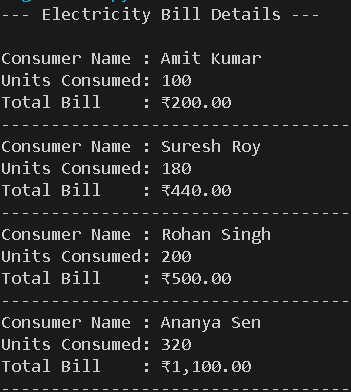 --- Electricity Bill Details ---
Consumer Name : Amit Kumar
Units Consumed: 100
Total Bill    : ₹200.00
-----------------------------------
Consumer Name : Suresh Roy
Units Consumed: 180
Total Bill    : ₹440.00
-----------------------------------
Consumer Name : Rohan Singh
Units Consumed: 200
Total Bill    : ₹500.00
-----------------------------------
Consumer Name : Ananya Sen
Units Consumed: 320
Total Bill    : ₹1,100.00
-----------------------------------